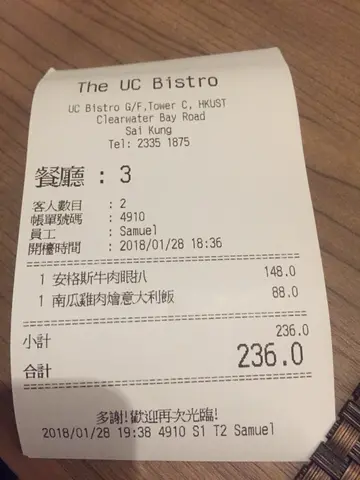 The UC Bistro
UC Bistro G/F,Tower C, HKUST
Clearwater Bay Road
Sai Kung
Tel: 2335 1875
餐廳 : 3
客人數目 : 2
帳單號碼 : 4910
員工 : Samuel
開檯時間 : 2018/01/28 18:36
1 安格斯牛肉眼扒 148.0
1 南瓜雞肉燴意大利飯 88.0
小計 236.0
合計 236.0
多謝!歡迎再次光臨!
2018/01/28 19:38 4910 S1 T2 Samuel